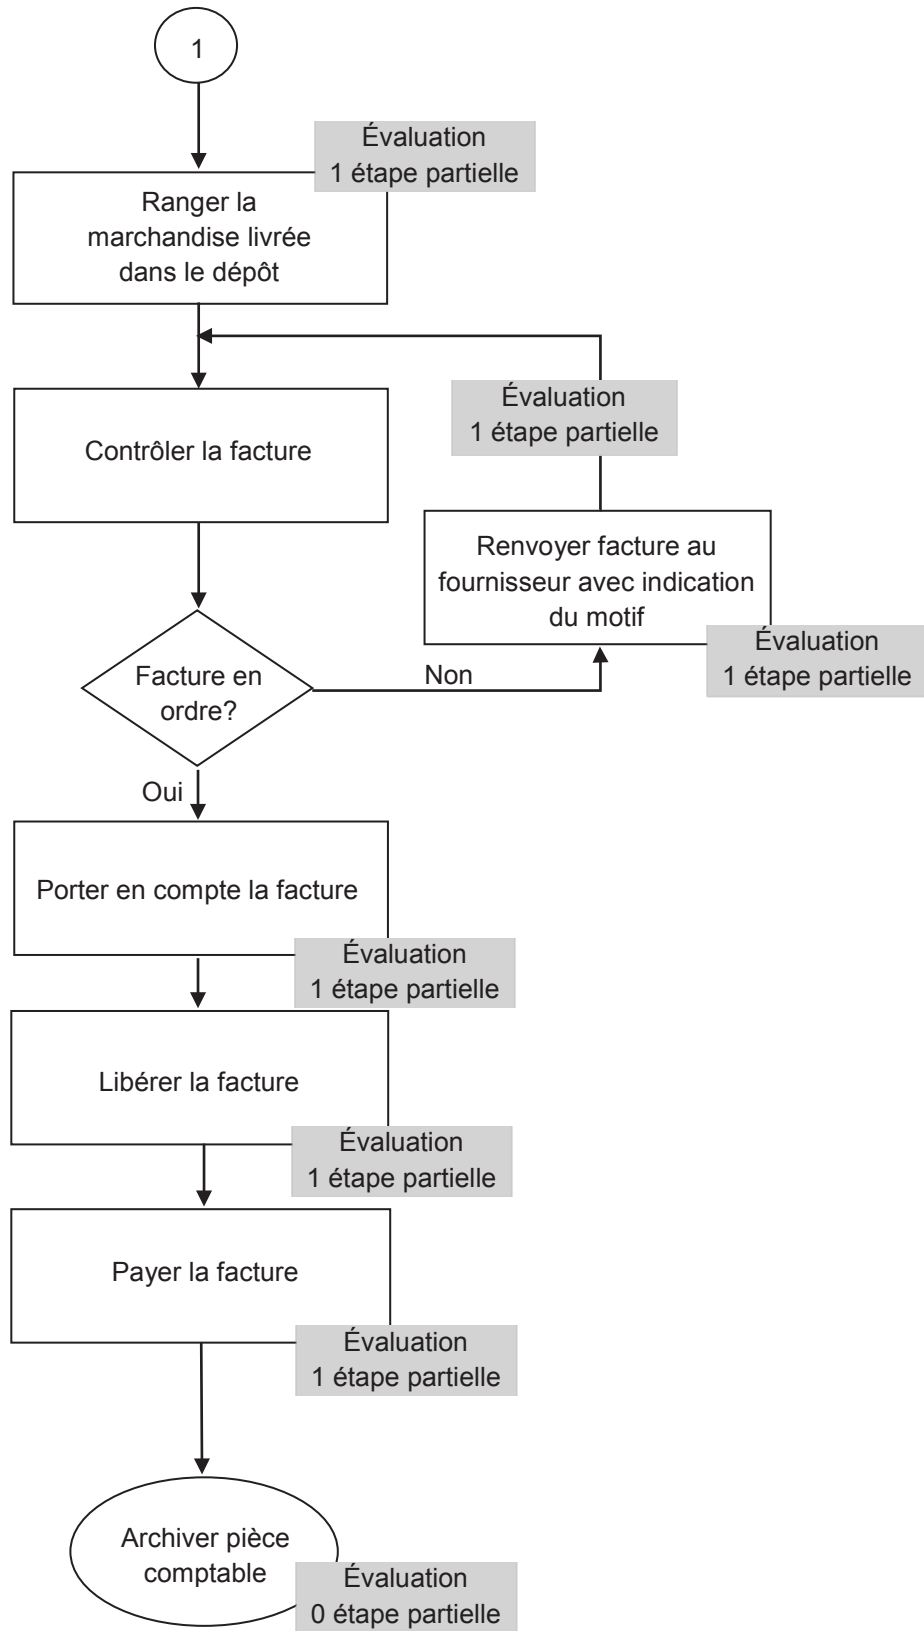 1
Évaluation
1 étape partielle
Ranger la
marchandise livrée
dans le dépôt
Évaluation
1 étape partielle
Contrôler la facture
Renvoyer facture au
fournisseur avec indication
du motif
Évaluation
1 étape partielle
Facture en
ordre?
Non
Oui
Porter en compte la facture
Évaluation
1 étape partielle
Libérer la facture
Évaluation
1 étape partielle
Payer la facture
Évaluation
1 étape partielle
Archiver pièce
comptable
Évaluation
0 étape partielle